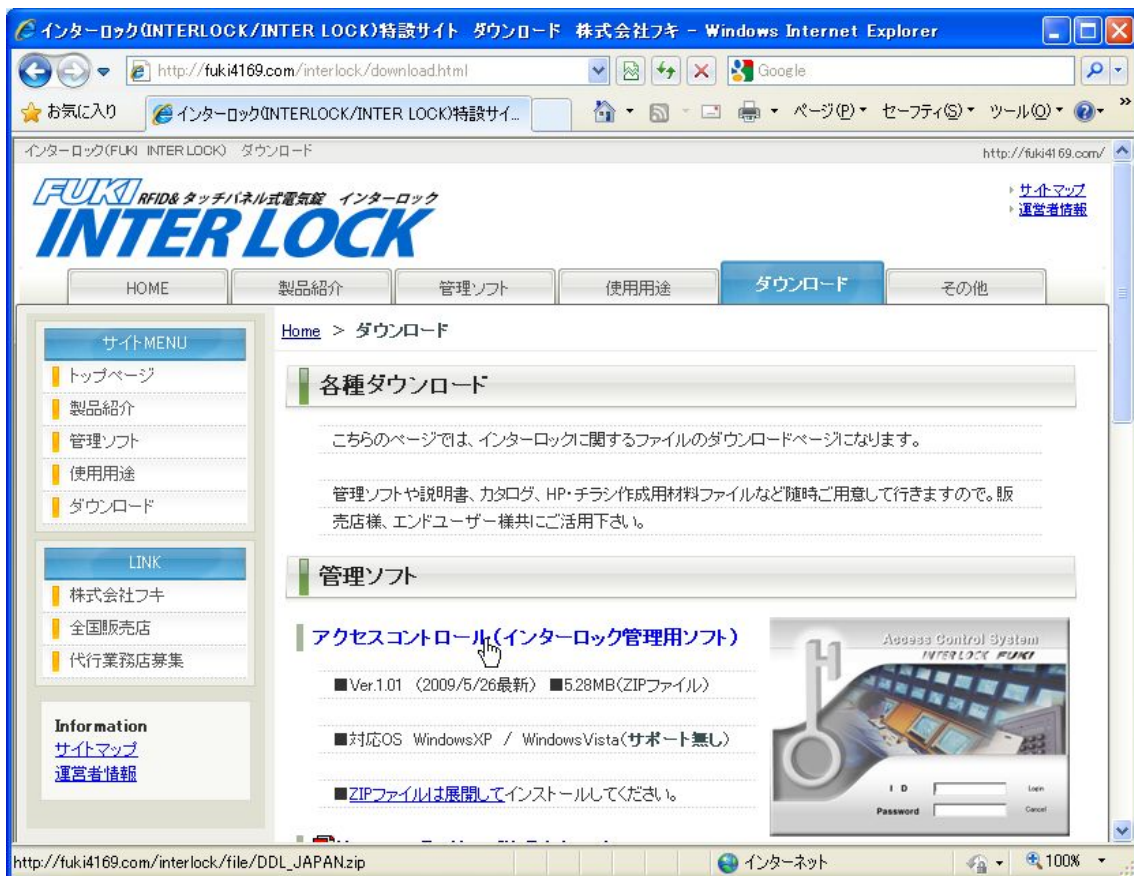 インターロック(INTERLOCK/INTER LOCK)特設サイト ダウンロード 株式会社フキ - Windows Internet Explorer
http://fuki4169.com/interlock/download.html
Google
お気に入り
インターロック(INTERLOCK/INTER LOCK)特設サイ...
ページ(P)
セーフティ(S)
ツール(O)
インターロック(FUKI INTER LOCK) ダウンロード
http://fuki4169.com/
FUKI RFID& タッチパネル式電気錠 インターロック
INTER LOCK
サイトマップ
運営者情報
HOME
製品紹介
管理ソフト
使用用途
ダウンロード
その他
サイトMENU
トップページ
製品紹介
管理ソフト
使用用途
ダウンロード
LINK
株式会社フキ
全国販売店
代行業務店募集
Information
サイトマップ
運営者情報
Home > ダウンロード
各種ダウンロード
こちらのページでは、インターロックに関するファイルのダウンロードページになります。
管理ソフトや説明書、カタログ、HP・チラシ作成用材料ファイルなど随時ご用意して行きますので。販
売店様、エンドユーザー様共にご活用下さい。
管理ソフト
アクセスコントロール(インターロック管理用ソフト)
■Ver.1.01 (2009/5/26最新) ■5.28MB(ZIPファイル)
■対応OS WindowsXP / WindowsVista(サポート無し)
■ZIPファイルは展開してインストールしてください。
Access Control System
INTERLOCK FUKI
I D
Login
Password
Cancel
http://fuki4169.com/interlock/file/DDL_JAPAN.zip
インターネット
100%